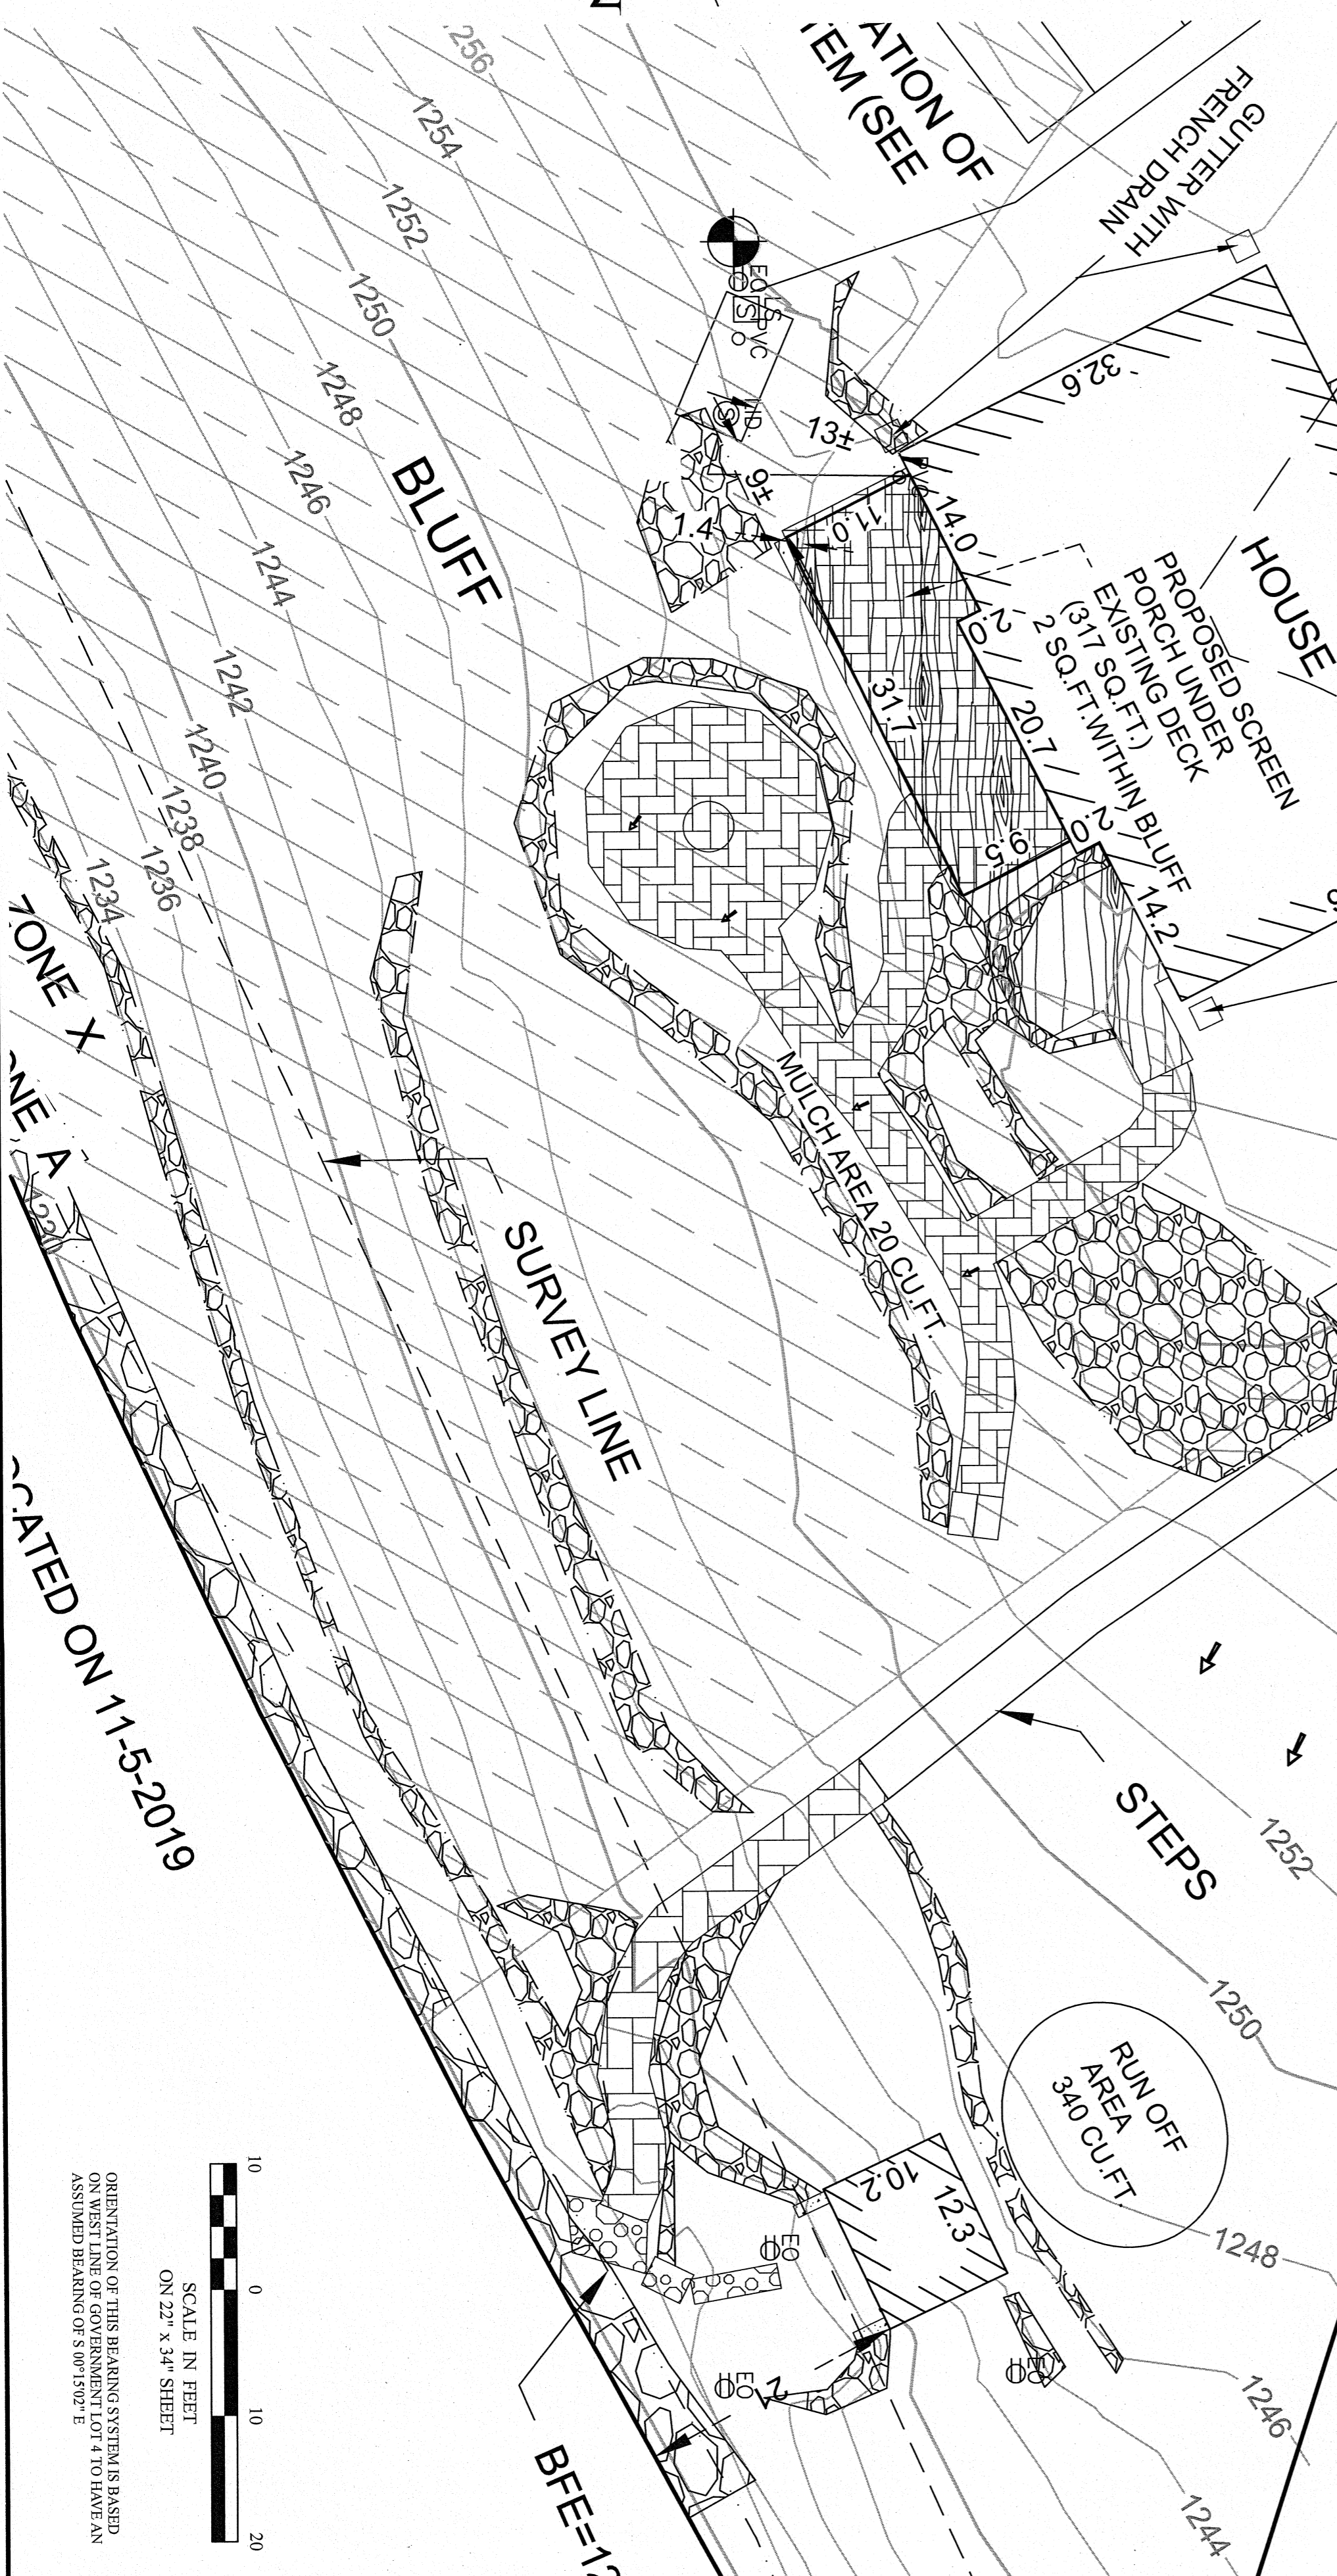 ATION OF
TEM (SEE
GUTTER WITH
FRENCH DRAIN
1256
1254
1252
1250
1248
1246
1244
1242
1240
1238
1236
1234
1230
BLUFF
32.6
13±
9±
1.4
11.0
14.0
2.0
20.7
31.7
2.0
9.5
14.2
HOUSE
PROPOSED SCREEN
PORCH UNDER
EXISTING DECK
(317 SQ.FT.)
2 SQ.FT.WITHIN BLUFF
ZONE X
ONE A
MULCH AREA 20 CU.FT.
SURVEY LINE
OCATED ON 11-5-2019
STEPS
1252
1250
1248
1246
1244
RUN OFF
AREA
340 CU.FT.
10.2
12.3
EO
EO
EO
BFE=12
10 0 10 20
SCALE IN FEET
ON 22" x 34" SHEET
ORIENTATION OF THIS BEARING SYSTEM IS BASED
ON WEST LINE OF GOVERNMENT LOT 4 TO HAVE AN
ASSUMED BEARING OF S 00°15'02" E